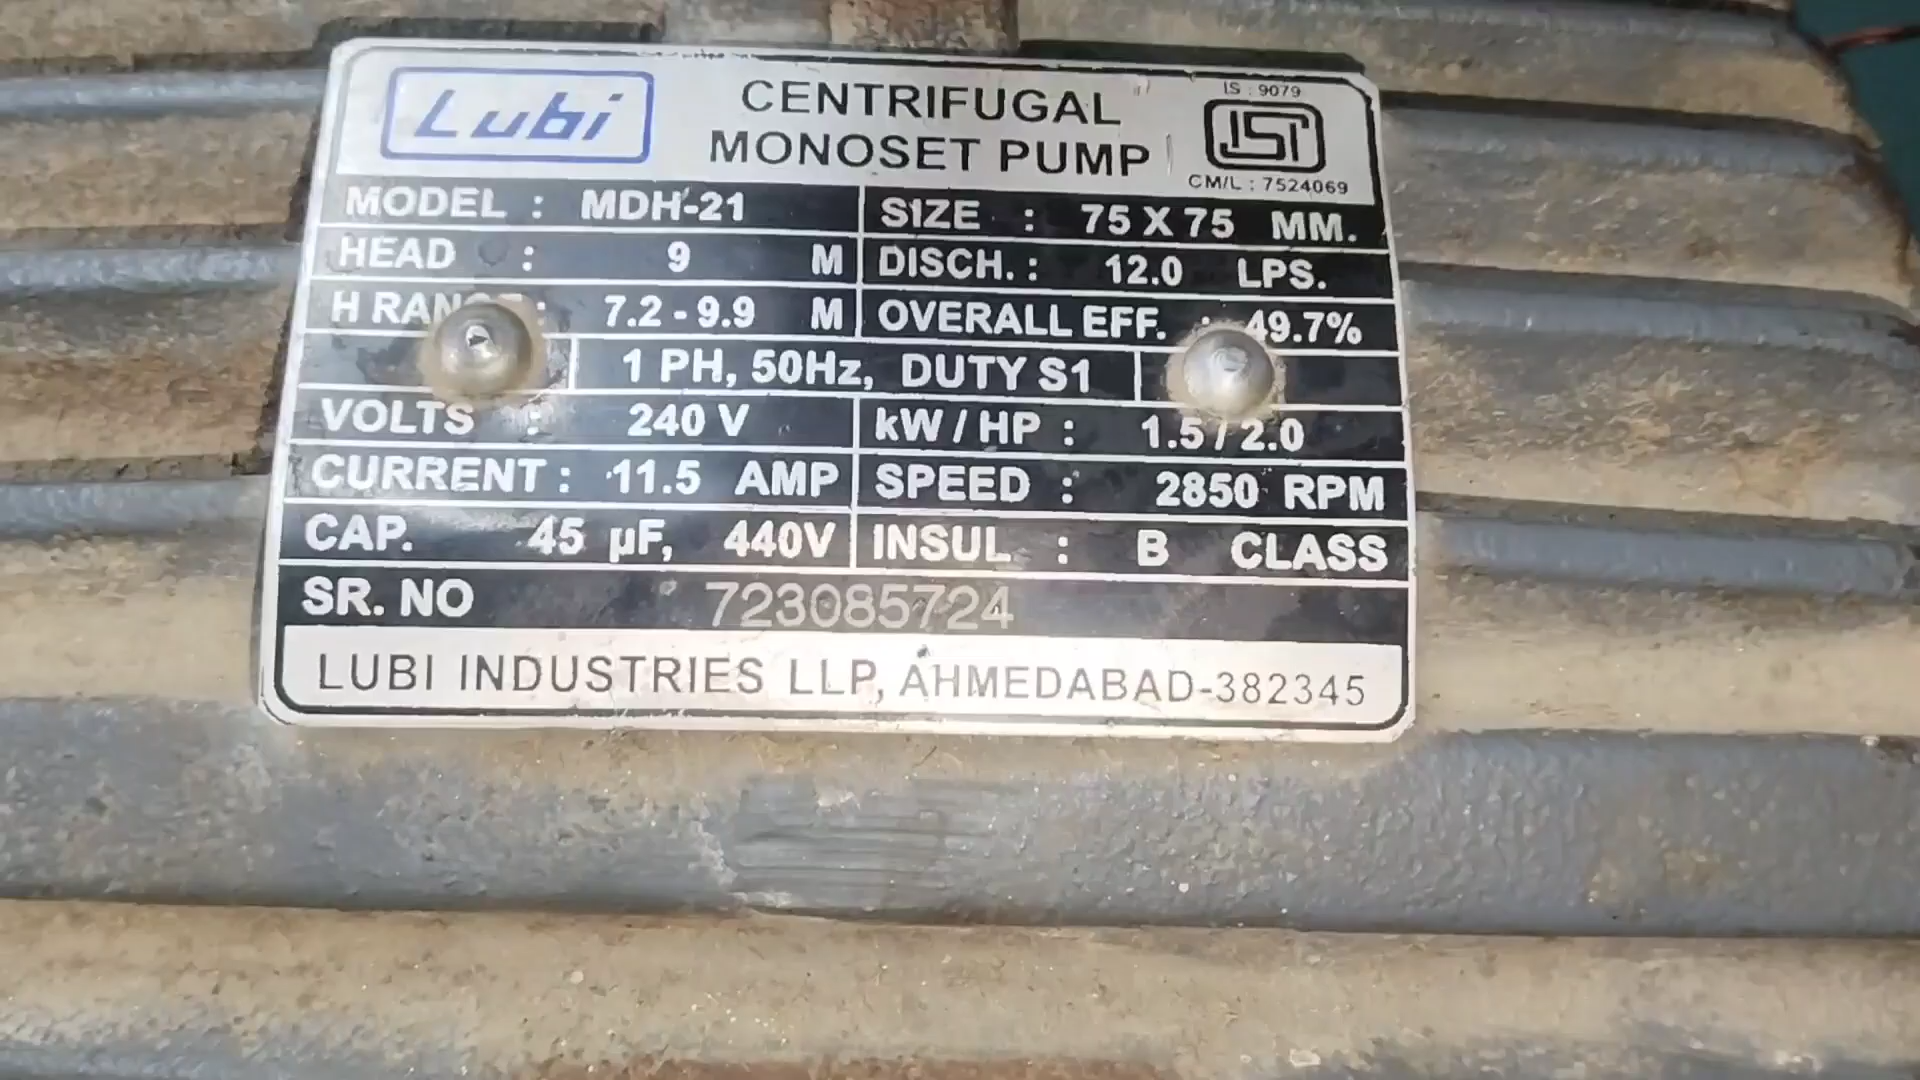 Lubi
CENTRIFUGAL
MONOSET PUMP
IS : 9079
CM/L : 7524069
MODEL : MDH-21
SIZE : 75 X 75 MM.
HEAD : 9 M
DISCH. : 12.0 LPS.
H RANGE : 7.2 - 9.9 M
OVERALL EFF. : 49.7%
1 PH, 50Hz, DUTY S1
VOLTS : 240 V
kW / HP : 1.5 / 2.0
CURRENT : 11.5 AMP
SPEED : 2850 RPM
CAP. 45 µF, 440V
INSUL : B CLASS
SR. NO 723085724
LUBI INDUSTRIES LLP, AHMEDABAD-382345